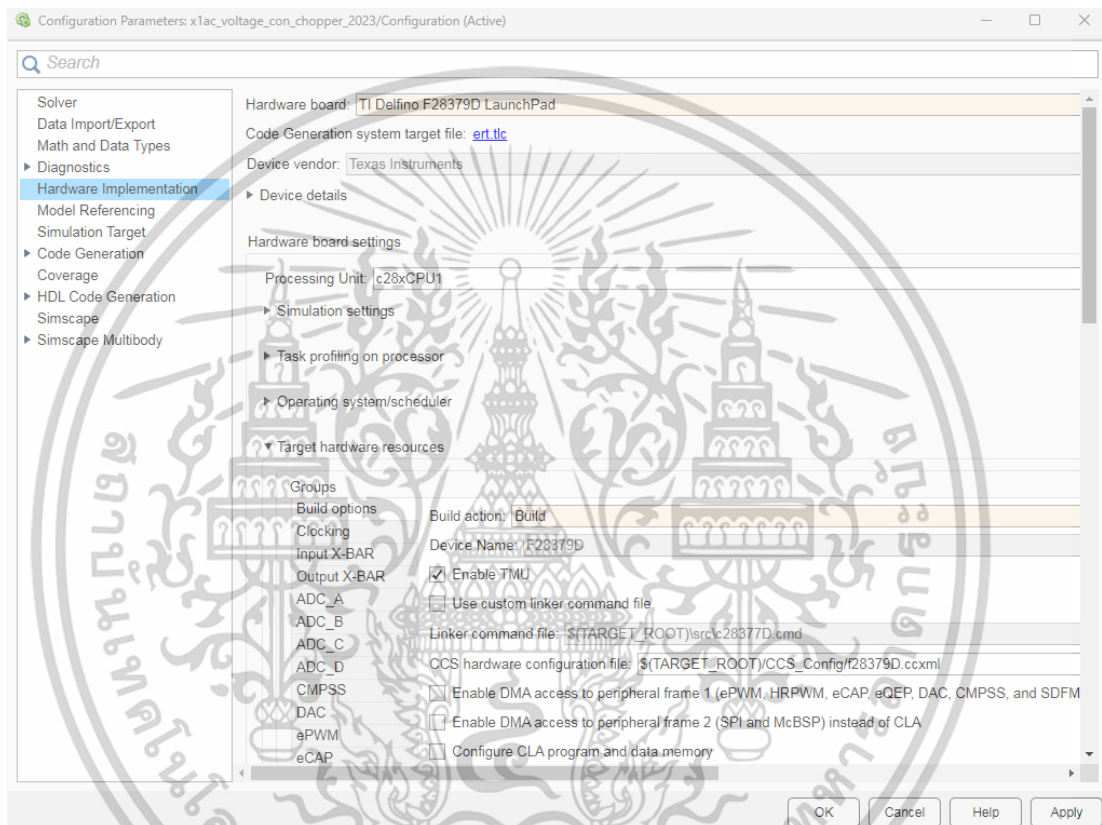 Configuration Parameters: x1ac_voltage_con_chopper_2023/Configuration (Active)
Search
Solver
Data Import/Export
Math and Data Types
Diagnostics
Hardware Implementation
Model Referencing
Simulation Target
Code Generation
Coverage
HDL Code Generation
Simscape
Simscape Multibody
Hardware board: TI Delfino F28379D LaunchPad
Code Generation system target file: ert.tlc
Device vendor: Texas Instruments
Device details
Hardware board settings
Processing Unit: c28xCPU1
Simulation settings
Task profiling on processor
Operating system/scheduler
Target hardware resources
Groups
Build options
Clocking
Input X-BAR
Output X-BAR
ADC_A
ADC_B
ADC_C
ADC_D
CMPSS
DAC
ePWM
eCAP
Build action: Build
Device Name: F28379D
Enable TMU
Use custom linker command file
Linker command file: $(TARGET_ROOT)\src\c28377D.cmd
CCS hardware configuration file: $(TARGET_ROOT)/CCS_Config/f28379D.ccxml
Enable DMA access to peripheral frame 1 (ePWM, HRPWM, eCAP, eQEP, DAC, CMPSS, and SDFM
Enable DMA access to peripheral frame 2 (SPI and McBSP) instead of CLA
Configure CLA program and data memory
OK
Cancel
Help
Apply